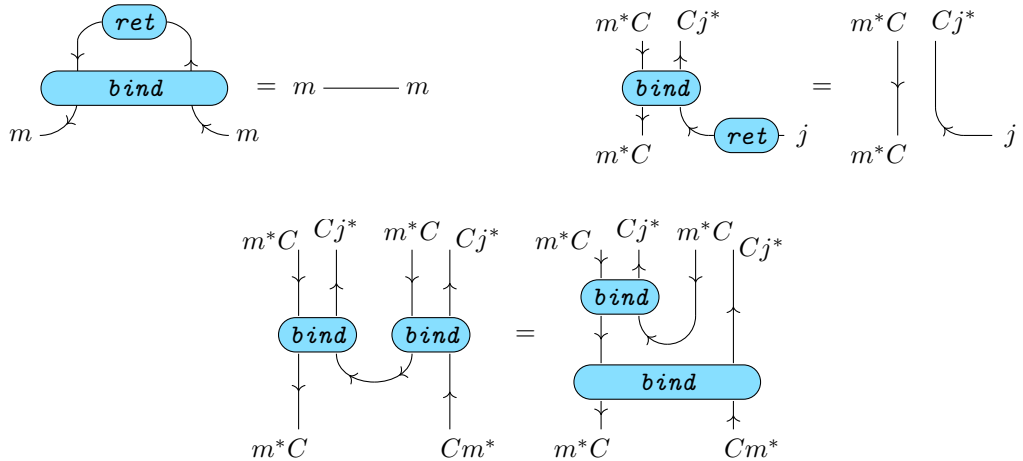 ret
bind = m m
m m
m*C Cj*
bind
ret j
m*C
=
m*C Cj*
m*C j
m*C Cj* m*C Cj*
bind bind
m*C Cm*
=
m*C Cj* m*C Cj*
bind
bind
m*C Cm*